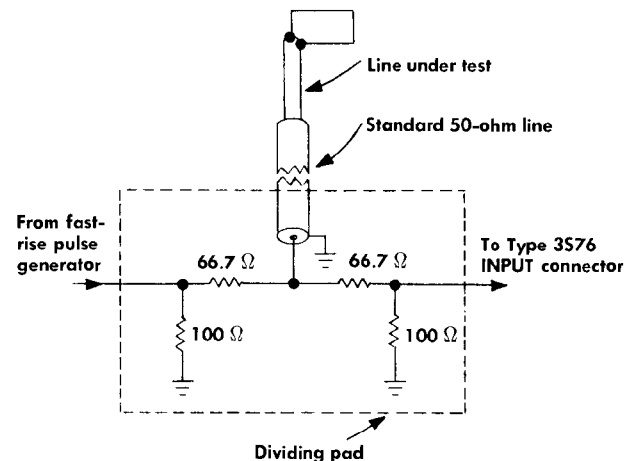 Line under test
Standard 50-ohm line
From fast-
rise pulse
generator
To Type 3S76
INPUT connector
66.7 Ω
66.7 Ω
100 Ω
100 Ω
Dividing pad